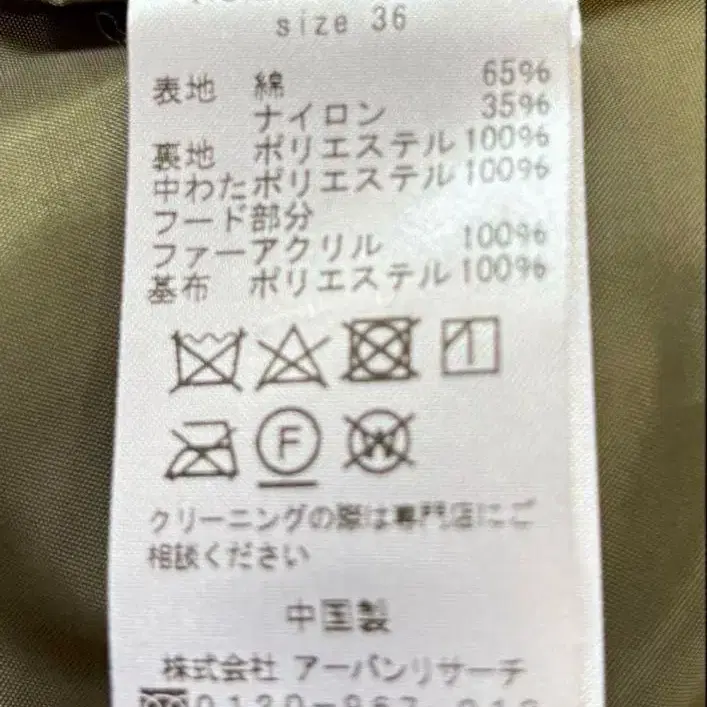 size 36
表地 綿 65%
ナイロン 35%
裏地 ポリエステル 100%
中わた ポリエステル 100%
フード部分
ファー アクリル 100%
基布 ポリエステル 100%
F
W
クリーニングの際は専門店にご
相談ください
中国製
株式会社 アーバンリサーチ